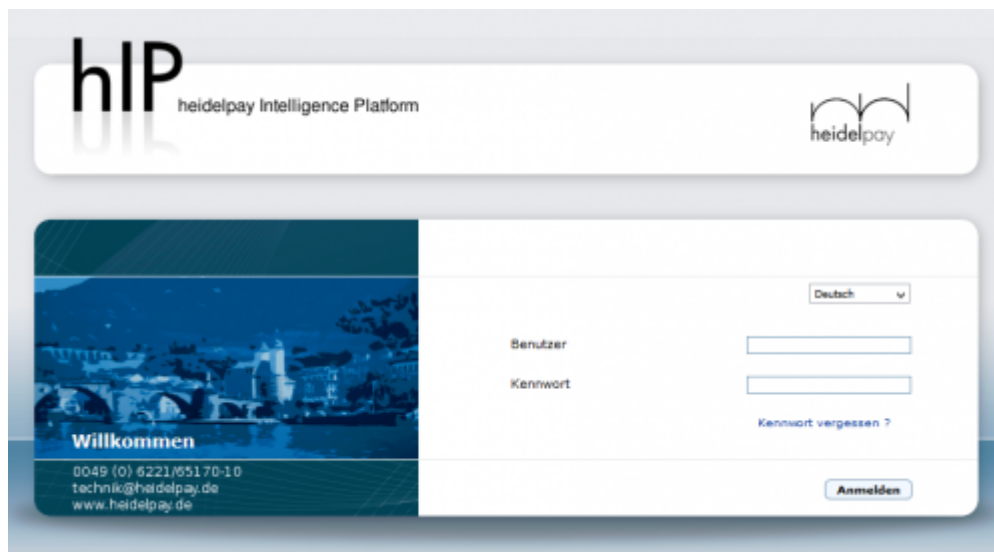 hIP
heidelpay Intelligence Platform
heidelpay
Deutsch
Benutzer
Kennwort
Kennwort vergessen ?
Willkommen
0049 (0) 6221/65170-10
technik@heidelpay.de
www.heidelpay.de
Anmelden